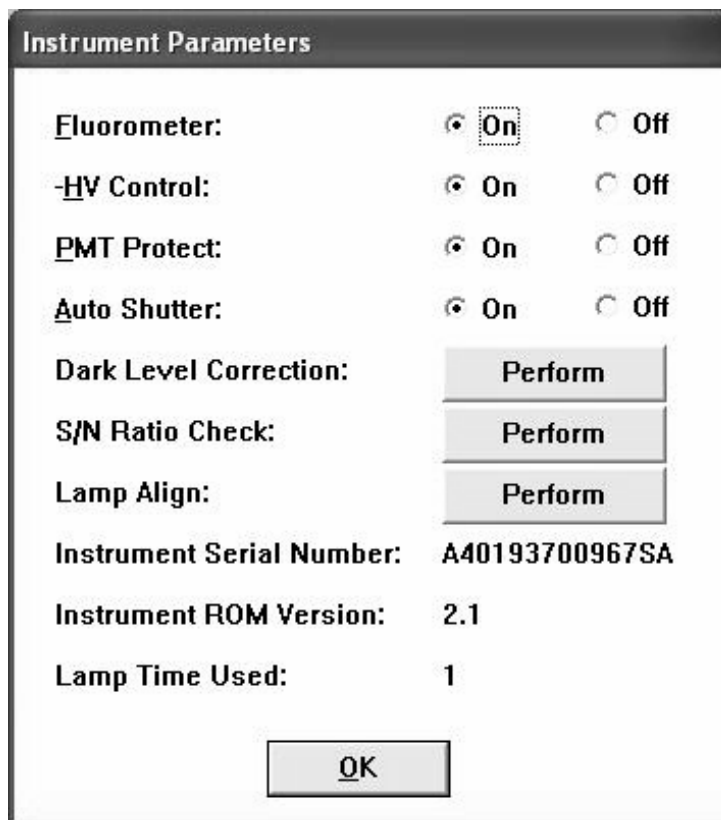 Instrument Parameters
Fluorometer: On Off
-HV Control: On Off
PMT Protect: On Off
Auto Shutter: On Off
Dark Level Correction: Perform
S/N Ratio Check: Perform
Lamp Align: Perform
Instrument Serial Number: A40193700967SA
Instrument ROM Version: 2.1
Lamp Time Used: 1
OK